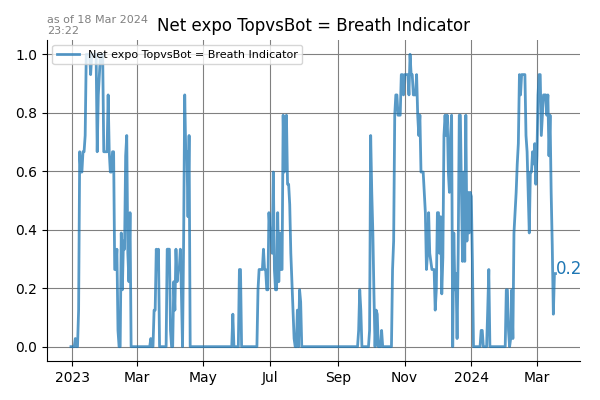 as of 18 Mar 2024
23:22
Net expo TopvsBot = Breath Indicator
Net expo TopvsBot = Breath Indicator
1.0
0.8
0.6
0.4
0.2
0.0
0.2
2023 Mar May Jul Sep Nov 2024 Mar